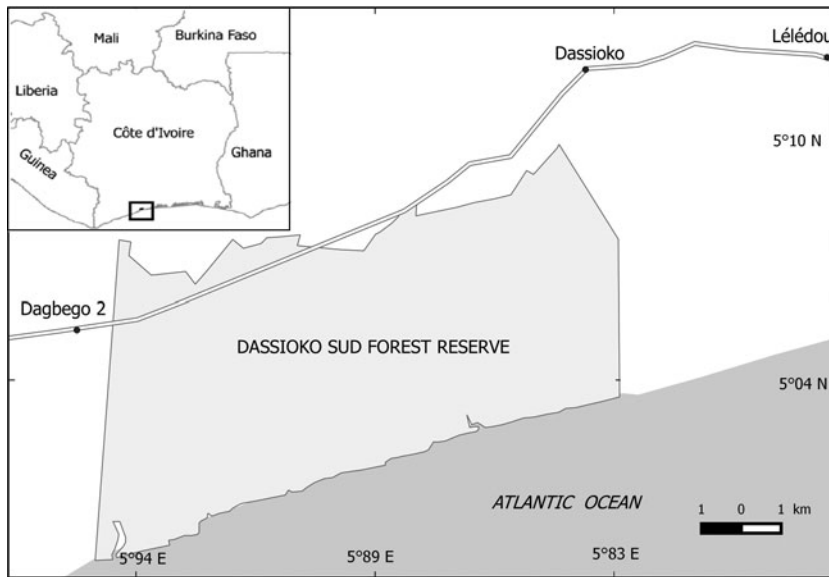 Mali
Burkina Faso
Liberia
Côte d'Ivoire
Guinea
Ghana
Lélédou
Dassioko
5°10 N
Dagbego 2
DASSIOKO SUD FOREST RESERVE
5°04 N
ATLANTIC OCEAN
1 0 1 km
5°94 E
5°89 E
5°83 E